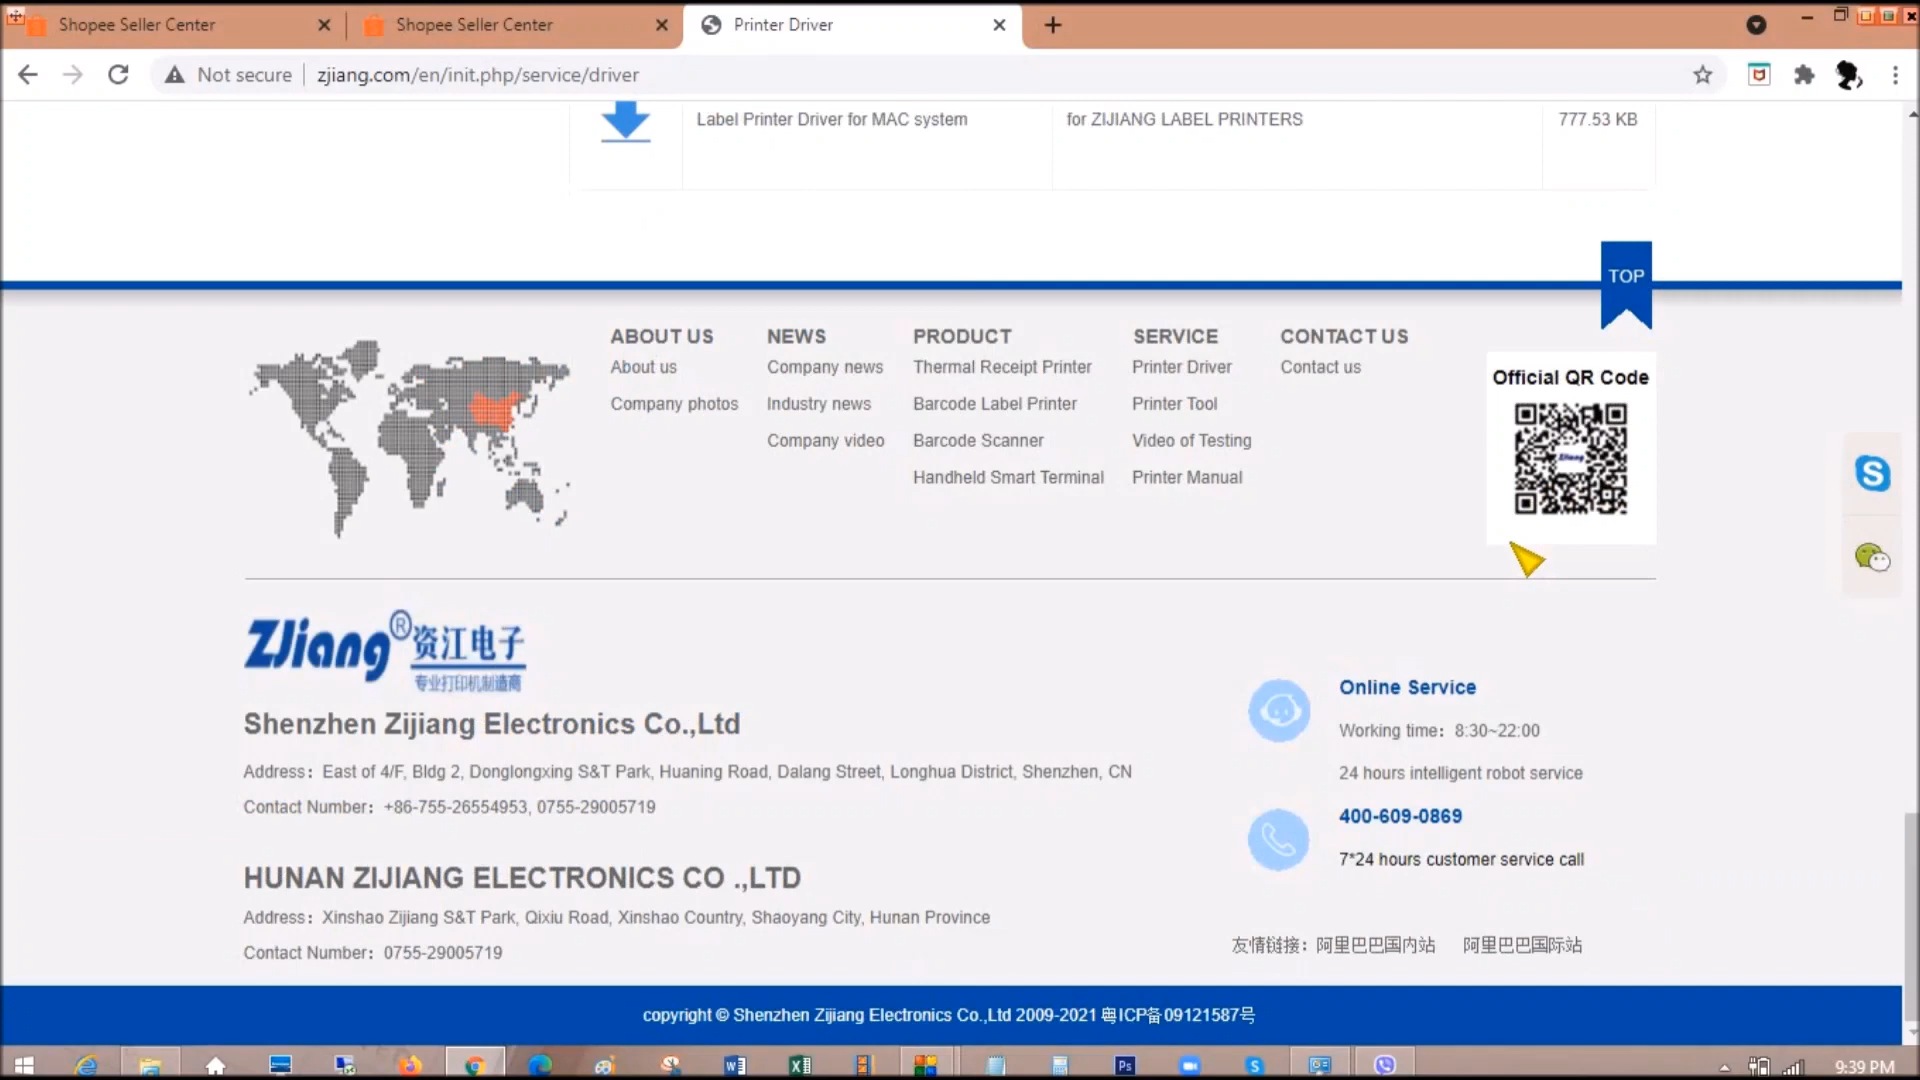 Shopee Seller Center
Shopee Seller Center
Printer Driver
Not secure
zjiang.com/en/init.php/service/driver
Label Printer Driver for MAC system
for ZIJIANG LABEL PRINTERS
777.53 KB
TOP
ABOUT US
About us
Company photos
NEWS
Company news
Industry news
Company video
PRODUCT
Thermal Receipt Printer
Barcode Label Printer
Barcode Scanner
Handheld Smart Terminal
SERVICE
Printer Driver
Printer Tool
Video of Testing
Printer Manual
CONTACT US
Contact us
Official QR Code
ZJiang
ZJiang® 资江电子
专业打印机制造商
Shenzhen Zijiang Electronics Co.,Ltd
Address：East of 4/F, Bldg 2, Donglongxing S&T Park, Huaning Road, Dalang Street, Longhua District, Shenzhen, CN
Contact Number：+86-755-26554953, 0755-29005719
HUNAN ZIJIANG ELECTRONICS CO .,LTD
Address：Xinshao Zijiang S&T Park, Qixiu Road, Xinshao Country, Shaoyang City, Hunan Province
Contact Number：0755-29005719
Online Service
Working time：8:30~22:00
24 hours intelligent robot service
400-609-0869
7*24 hours customer service call
友情链接：阿里巴巴国内站 阿里巴巴国际站
copyright © Shenzhen Zijiang Electronics Co.,Ltd 2009-2021 粤ICP备09121587号
9:39 PM